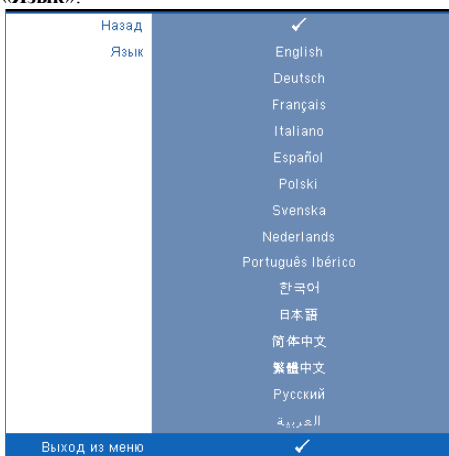 «Язык».
Назад ✓
Язык English
Deutsch
Français
Italiano
Español
Polski
Svenska
Nederlands
Português Ibérico
한국어
日本語
简体中文
繁體中文
Русский
العربية
Выход из меню ✓